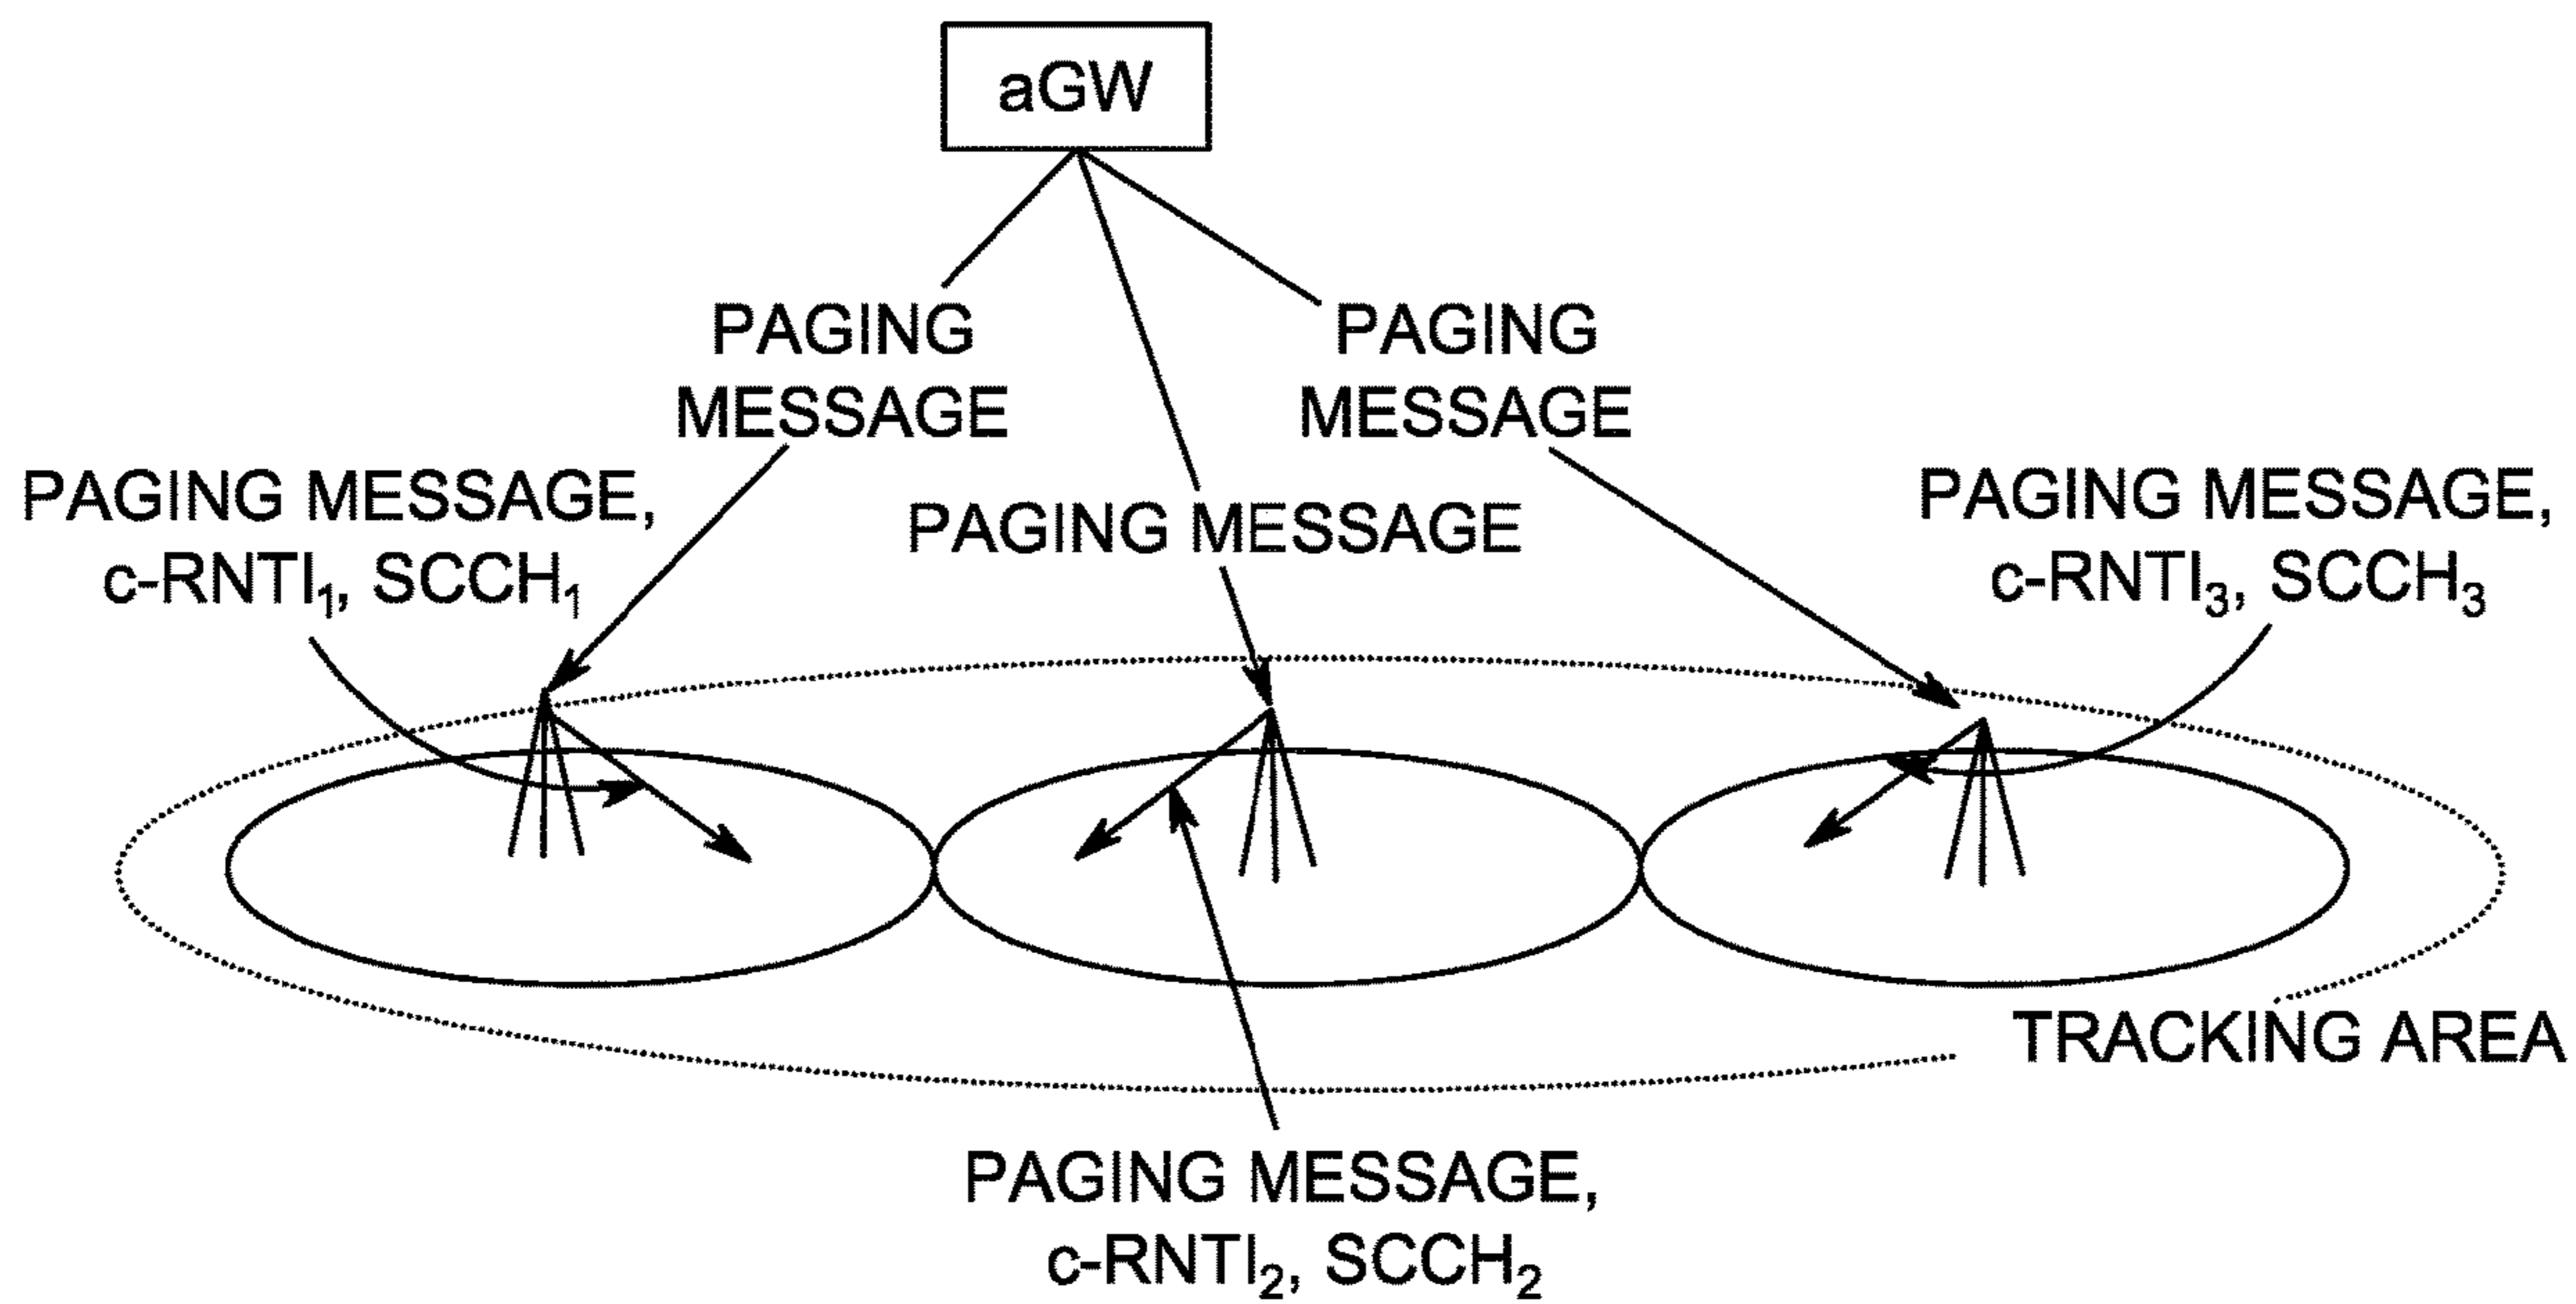 aGW
PAGING
MESSAGE
PAGING
MESSAGE
PAGING MESSAGE,
c-RNTI₁, SCCH₁
PAGING MESSAGE
PAGING MESSAGE,
c-RNTI₃, SCCH₃
TRACKING AREA
PAGING MESSAGE,
c-RNTI₂, SCCH₂